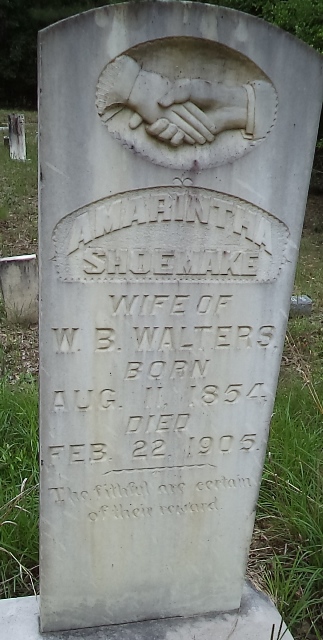 AMARINTHA
SHOEMAKE
WIFE OF
W. B. WALTERS.
BORN
AUG. 11. 1854.
DIED
FEB. 22. 1905.
The fithful are certain
of their reward.